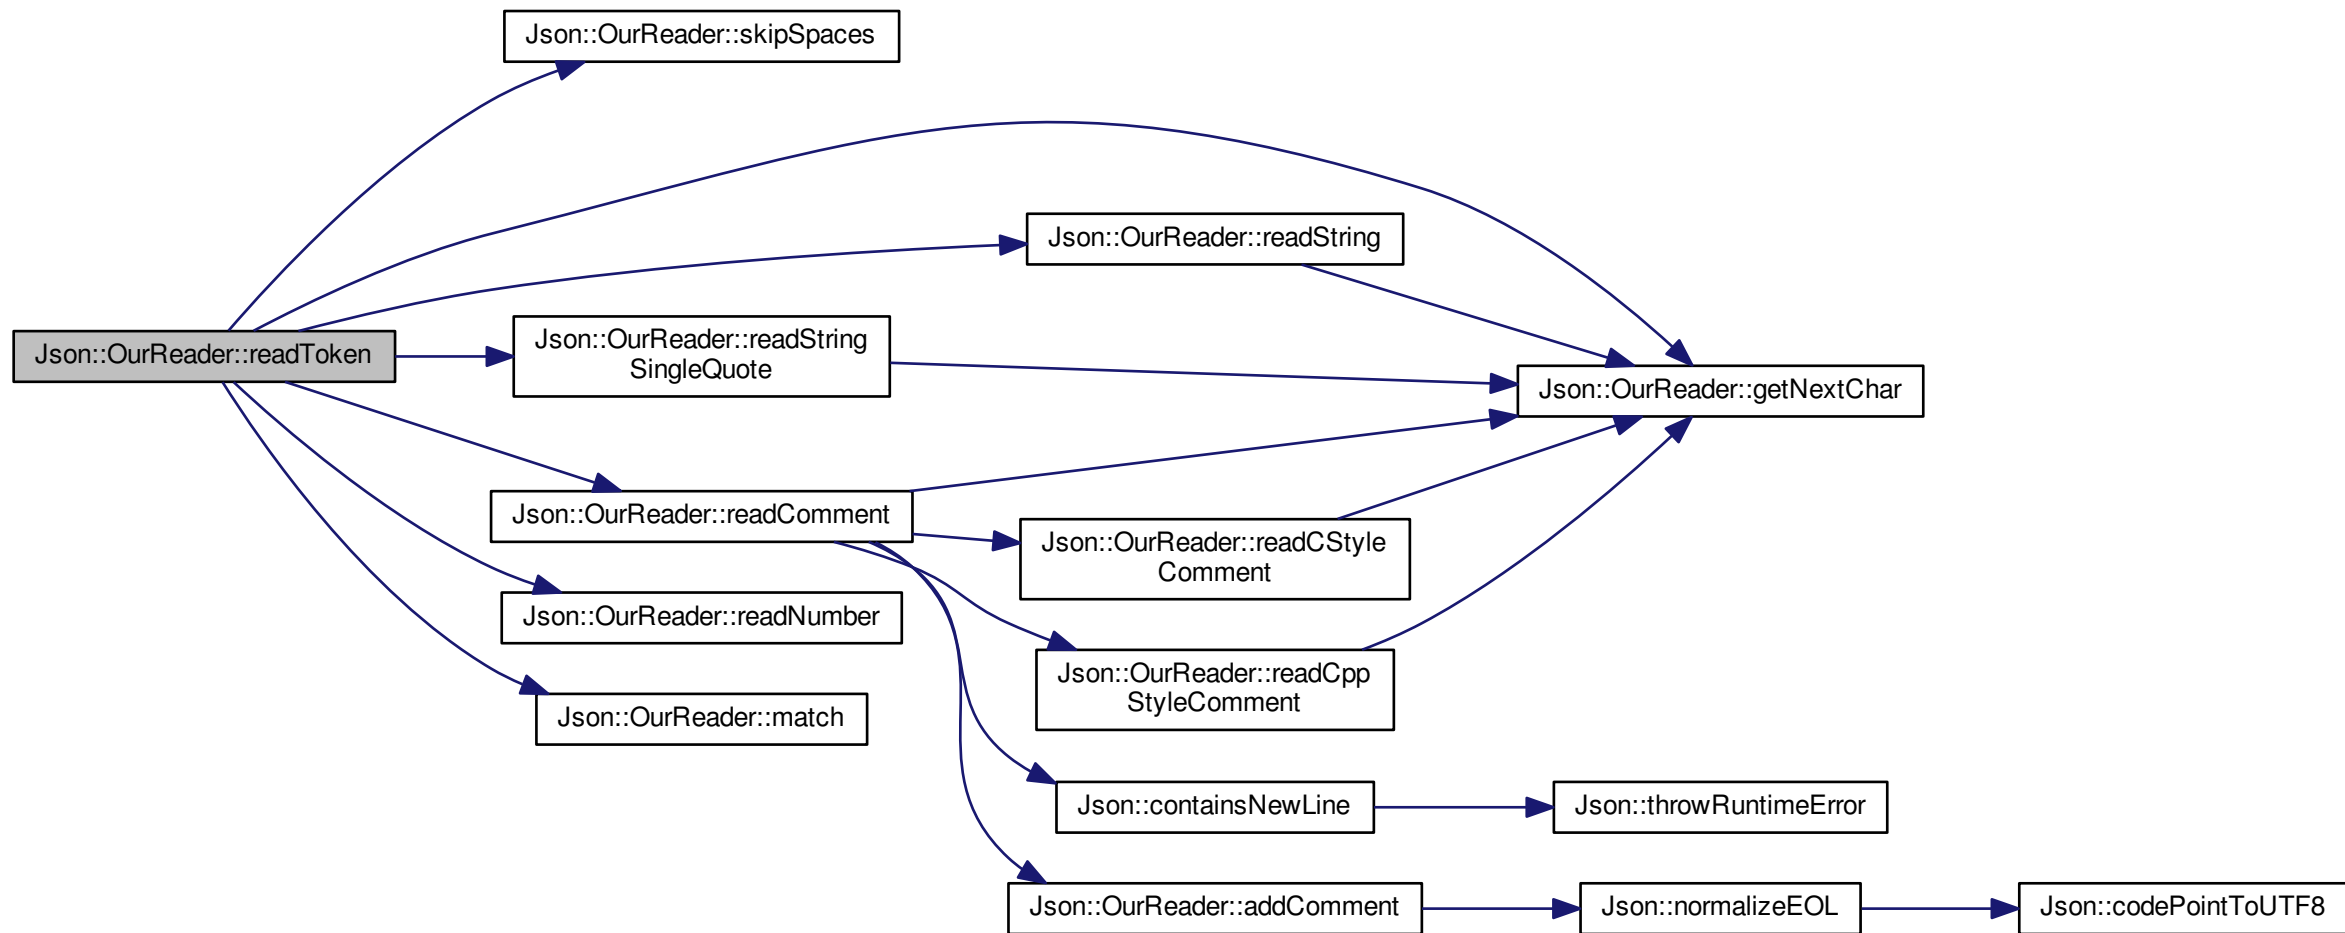 Json::OurReader::skipSpaces
Json::OurReader::readString
Json::OurReader::readToken
Json::OurReader::readString
SingleQuote
Json::OurReader::getNextChar
Json::OurReader::readComment
Json::OurReader::readCStyle
Comment
Json::OurReader::readNumber
Json::OurReader::readCpp
StyleComment
Json::OurReader::match
Json::containsNewLine
Json::throwRuntimeError
Json::OurReader::addComment
Json::normalizeEOL
Json::codePointToUTF8